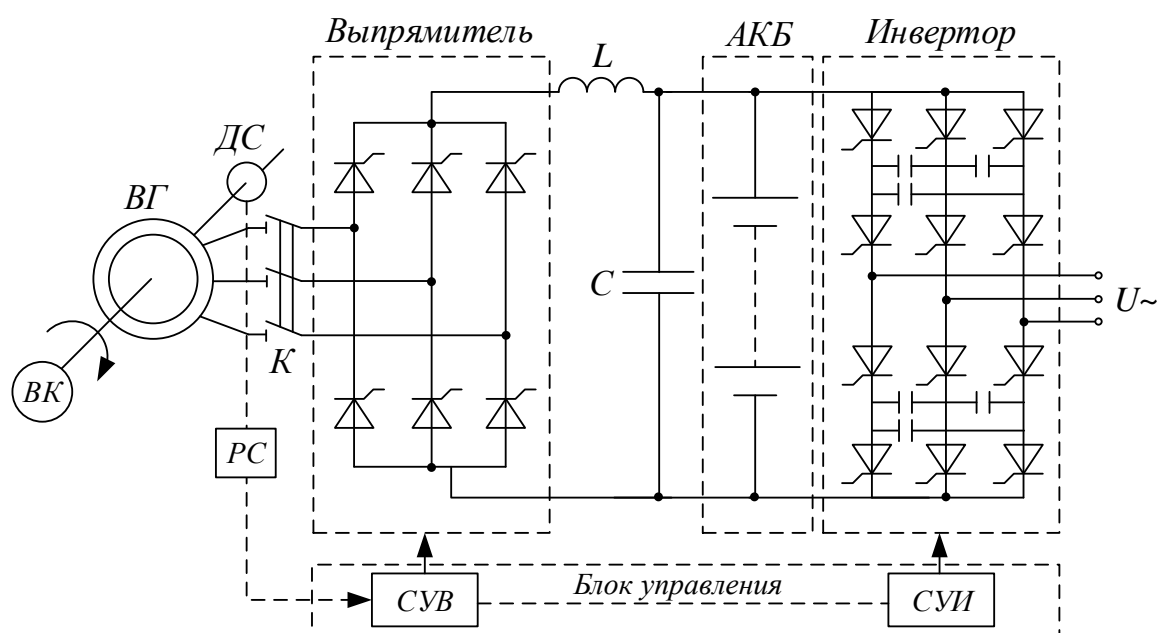 Выпрямитель
АКБ
Инвертор
L
ДС
ВГ
C
U~
К
ВК
РС
Блок управления
СУВ
СУИ